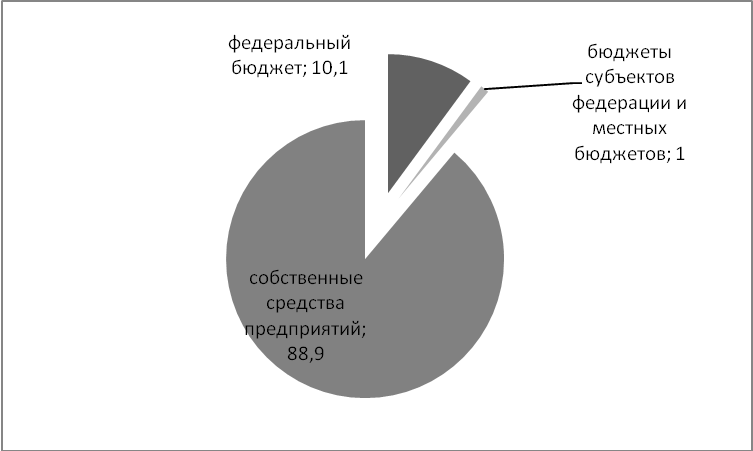 федеральный
бюджет; 10,1
бюджеты
субъектов
федерации и
местных
бюджетов; 1
собственные
средства
предприятий;
88,9